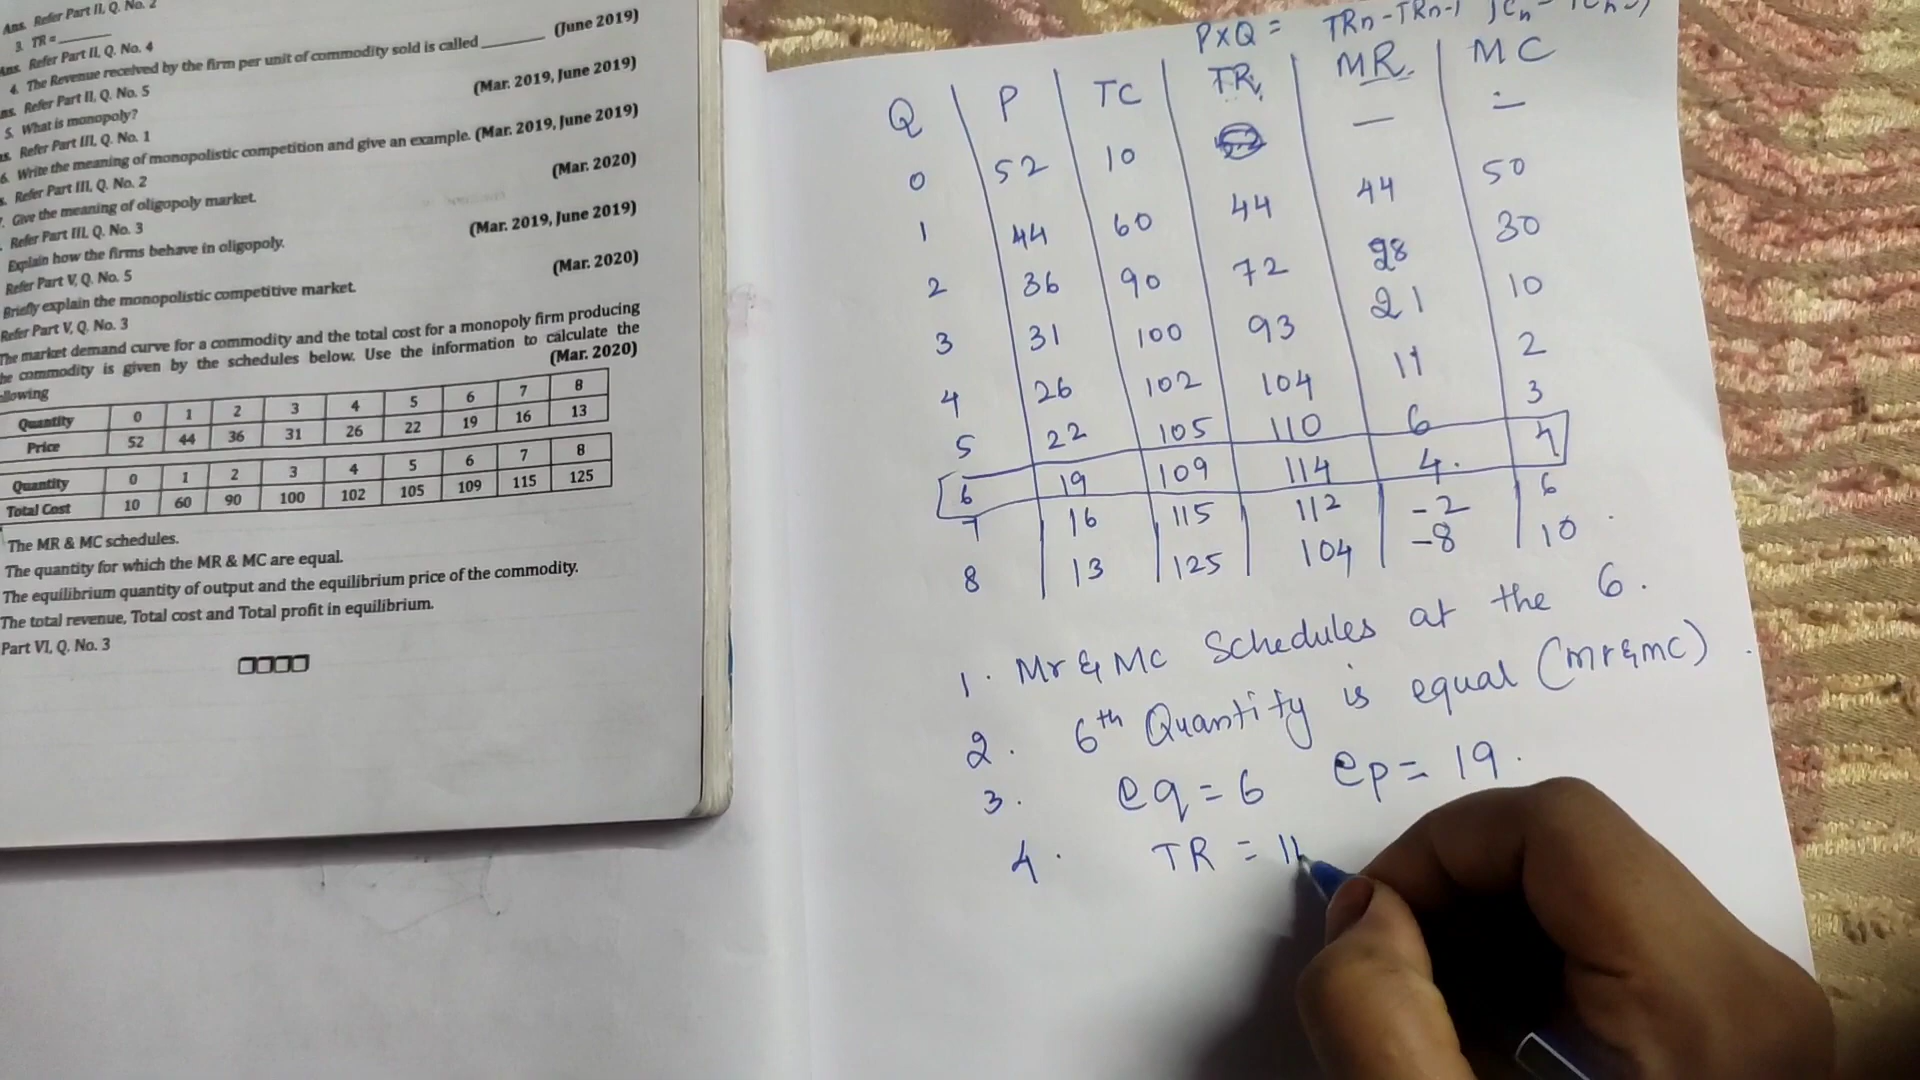 Ans. Refer Part II, Q. No. 2
3. TR = ______
Ans. Refer Part II, Q. No. 4
4. The Revenue received by the firm per unit of commodity sold is called ______ (June 2019)
ns. Refer Part II, Q. No. 5
5. What is monopoly? (Mar. 2019, June 2019)
s. Refer Part III, Q. No. 1
6. Write the meaning of monopolistic competition and give an example. (Mar. 2019, June 2019)
s. Refer Part III, Q. No. 2
. Give the meaning of oligopoly market. (Mar. 2020)
. Refer Part III, Q. No. 3
Explain how the firms behave in oligopoly. (Mar. 2019, June 2019)
Refer Part V, Q. No. 5
Briefly explain the monopolistic competitive market. (Mar. 2020)
Refer Part V, Q. No. 3
The market demand curve for a commodity and the total cost for a monopoly firm producing
he commodity is given by the schedules below. Use the information to calculate the
ollowing (Mar. 2020)
Quantity 0 1 2 3 4 5 6 7 8
Price 52 44 36 31 26 22 19 16 13
Quantity 0 1 2 3 4 5 6 7 8
Total Cost 10 60 90 100 102 105 109 115 125
The MR & MC schedules.
The quantity for which the MR & MC are equal.
The equilibrium quantity of output and the equilibrium price of the commodity.
The total revenue, Total cost and Total profit in equilibrium.
Part VI, Q. No. 3
P×Q = TRn-TRn-1
Q P TC TR MR MC
0 52 10 — —
1 44 60 44 44 50
2 36 90 72 28 30
3 31 100 93 21 10
4 26 102 104 11 2
5 22 105 110 6 3
6 19 109 114 4. 4
7 16 115 112 -2 6
8 13 125 104 -8 10
1. Mr & Mc Schedules at the 6.
2. 6th Quantity is equal (mr&mc)
3. eq = 6 ep = 19.
4. TR = 11